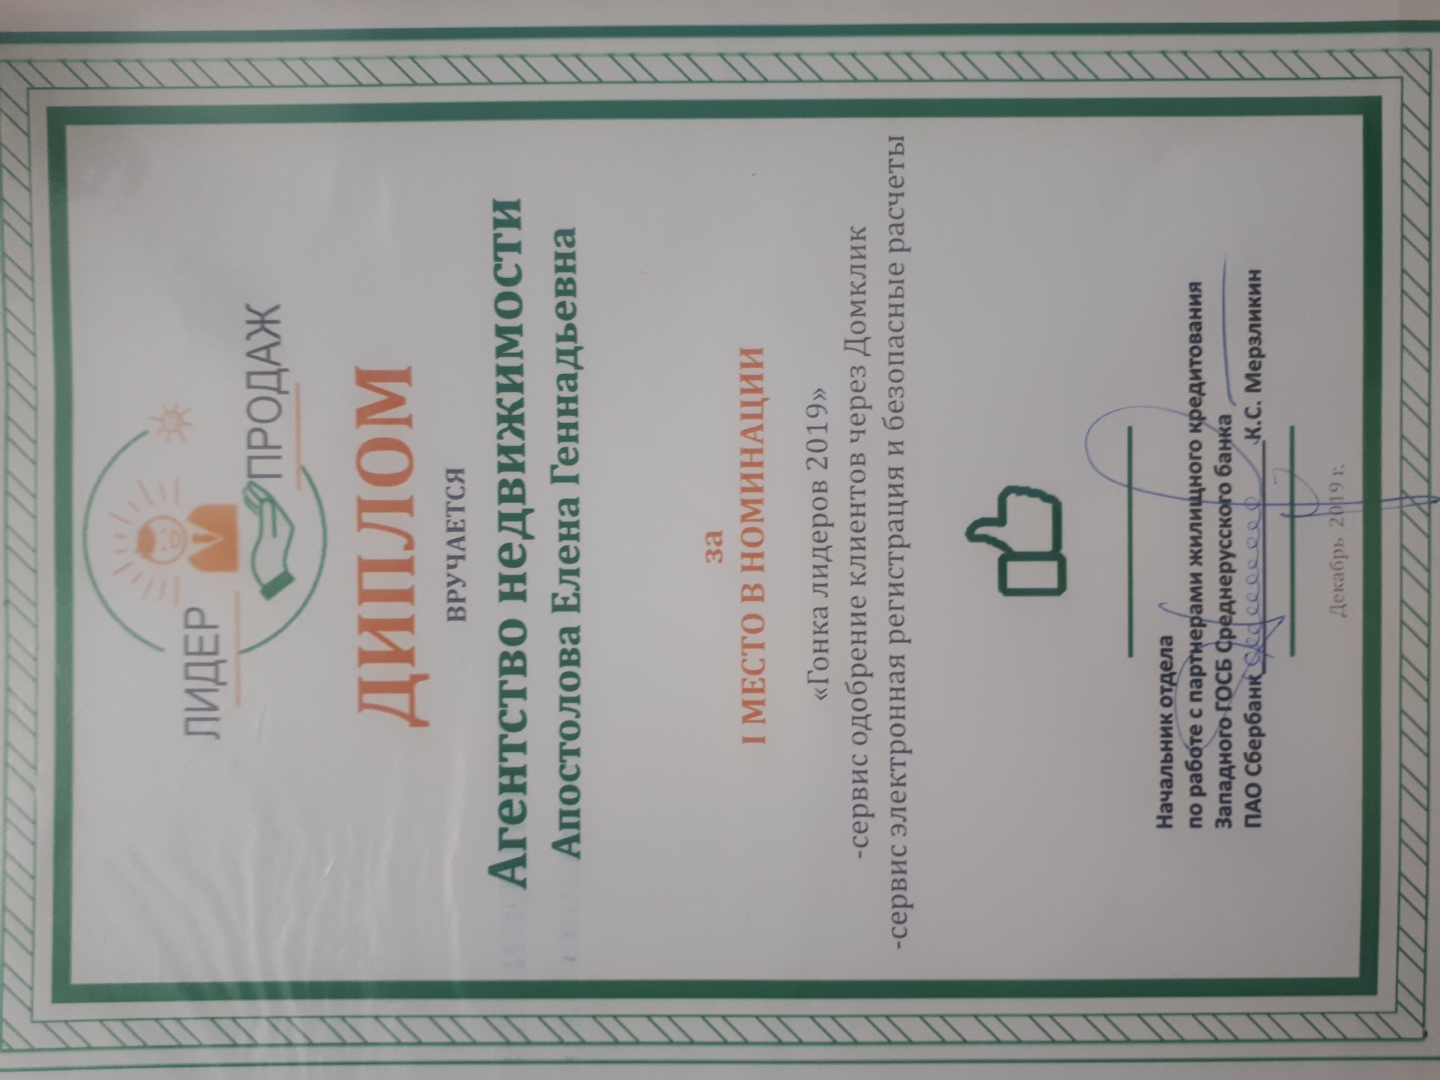 ЛИДЕР
ПРОДАЖ
ДИПЛОМ
ВРУЧАЕТСЯ
Агентство недвижимости
Апостолова Елена Геннадьевна
за
I МЕСТО В НОМИНАЦИИ
«Гонка лидеров 2019»
-сервис одобрение клиентов через Домклик
-сервис электронная регистрация и безопасные расчеты
Начальник отдела
по работе с партнерами жилищного кредитования
Западного ГОСБ Среднерусского банка
ПАО Сбербанк К.С. Мерзликин
Декабрь 2019 г.